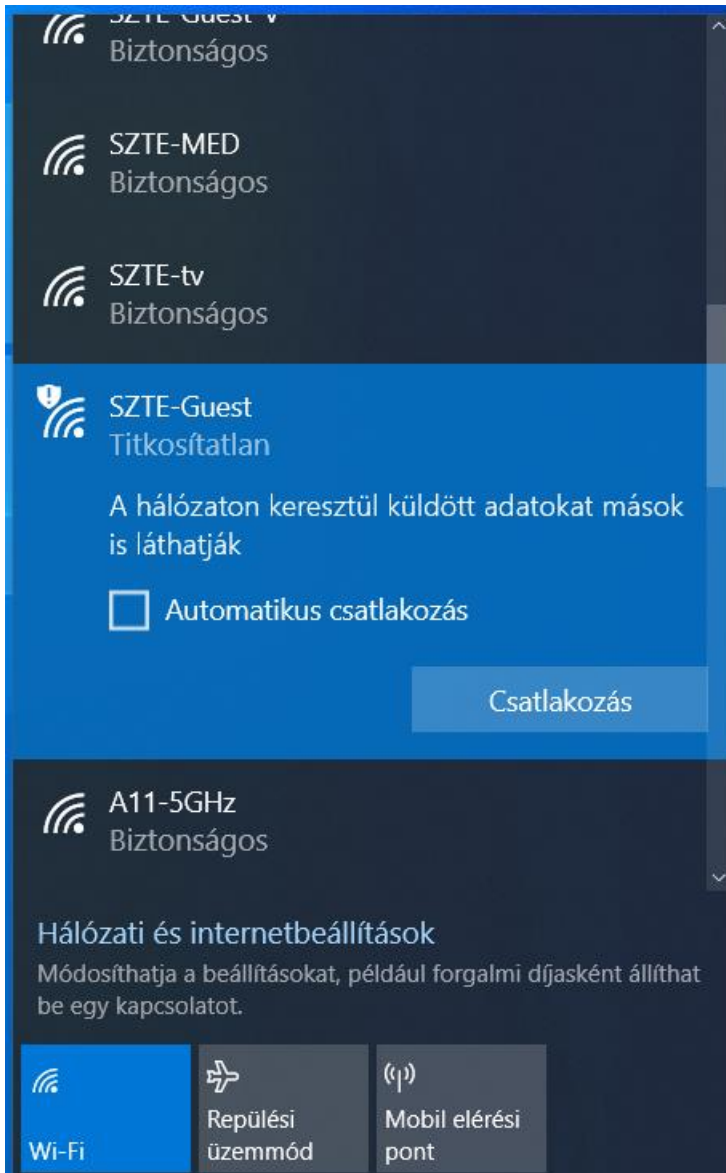 SZTE-Guest-V
Biztonságos
SZTE-MED
Biztonságos
SZTE-tv
Biztonságos
SZTE-Guest
Titkosítatlan
A hálózaton keresztül küldött adatokat mások
is láthatják
Automatikus csatlakozás
Csatlakozás
A11-5GHz
Biztonságos
Hálózati és internetbeállítások
Módosíthatja a beállításokat, például forgalmi díjasként állíthat
be egy kapcsolatot.
Wi-Fi
Repülési
üzemmód
Mobil elérési
pont